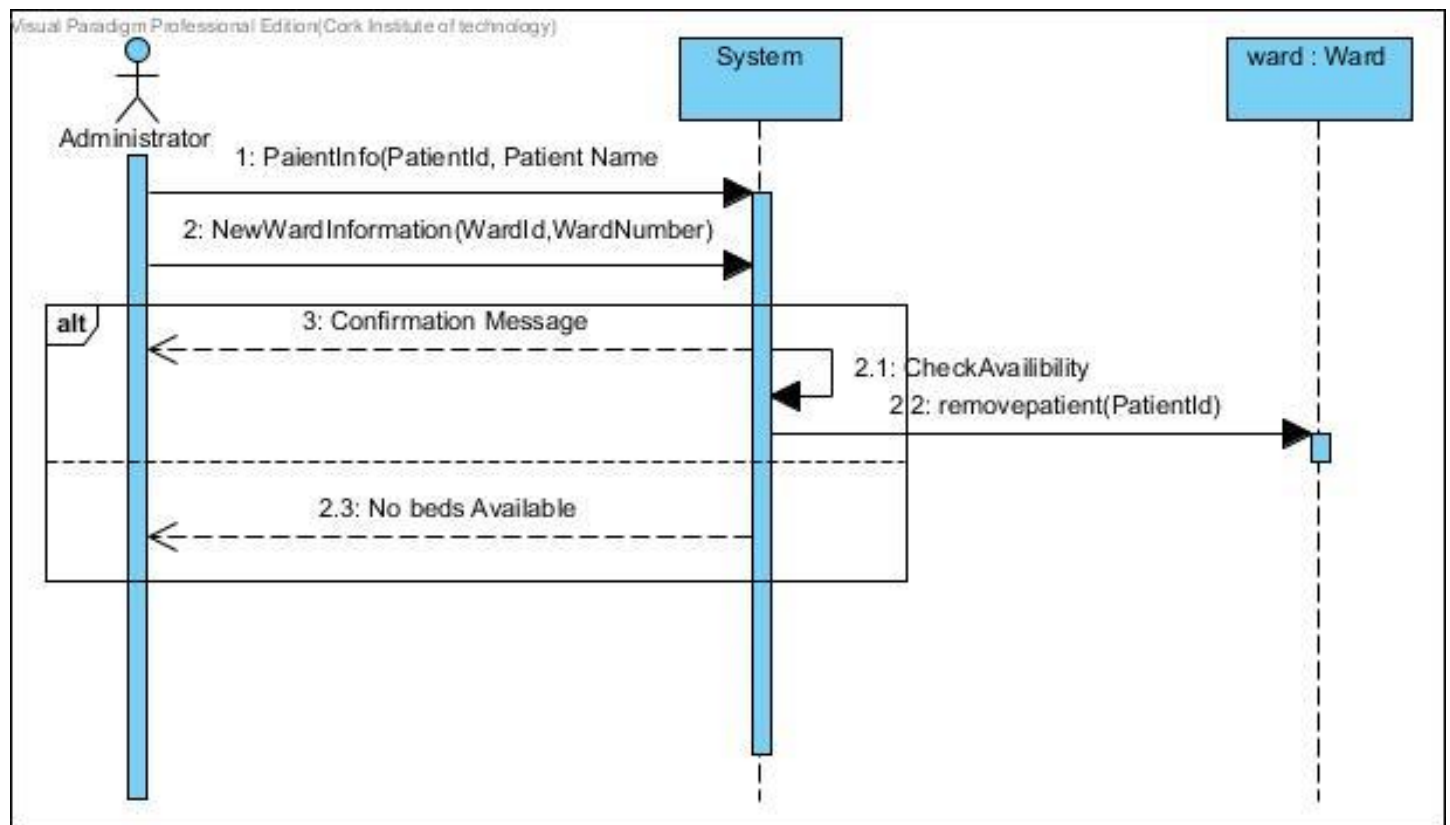 Visual Paradigm Professional Edition(Cork Institute of technology)
System
ward : Ward
Administrator
1: PaientInfo(PatientId, Patient Name
2: NewWardInformation(WardId,WardNumber)
alt
3: Confirmation Message
2.1: CheckAvailibility
2.2: removepatient(PatientId)
2.3: No beds Available